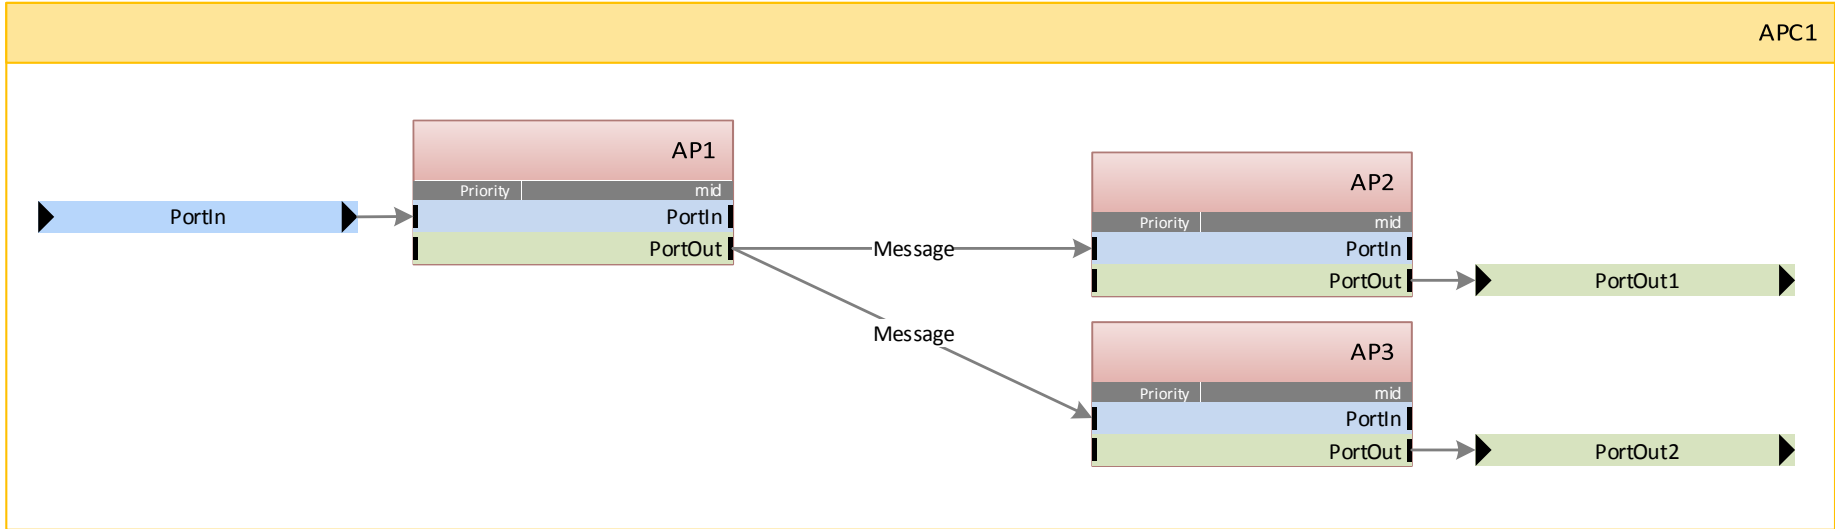 APC1
AP1
Priority mid
PortIn
PortIn
PortOut
Message
AP2
Priority mid
PortIn
PortOut
PortOut1
Message
AP3
Priority mid
PortIn
PortOut
PortOut2